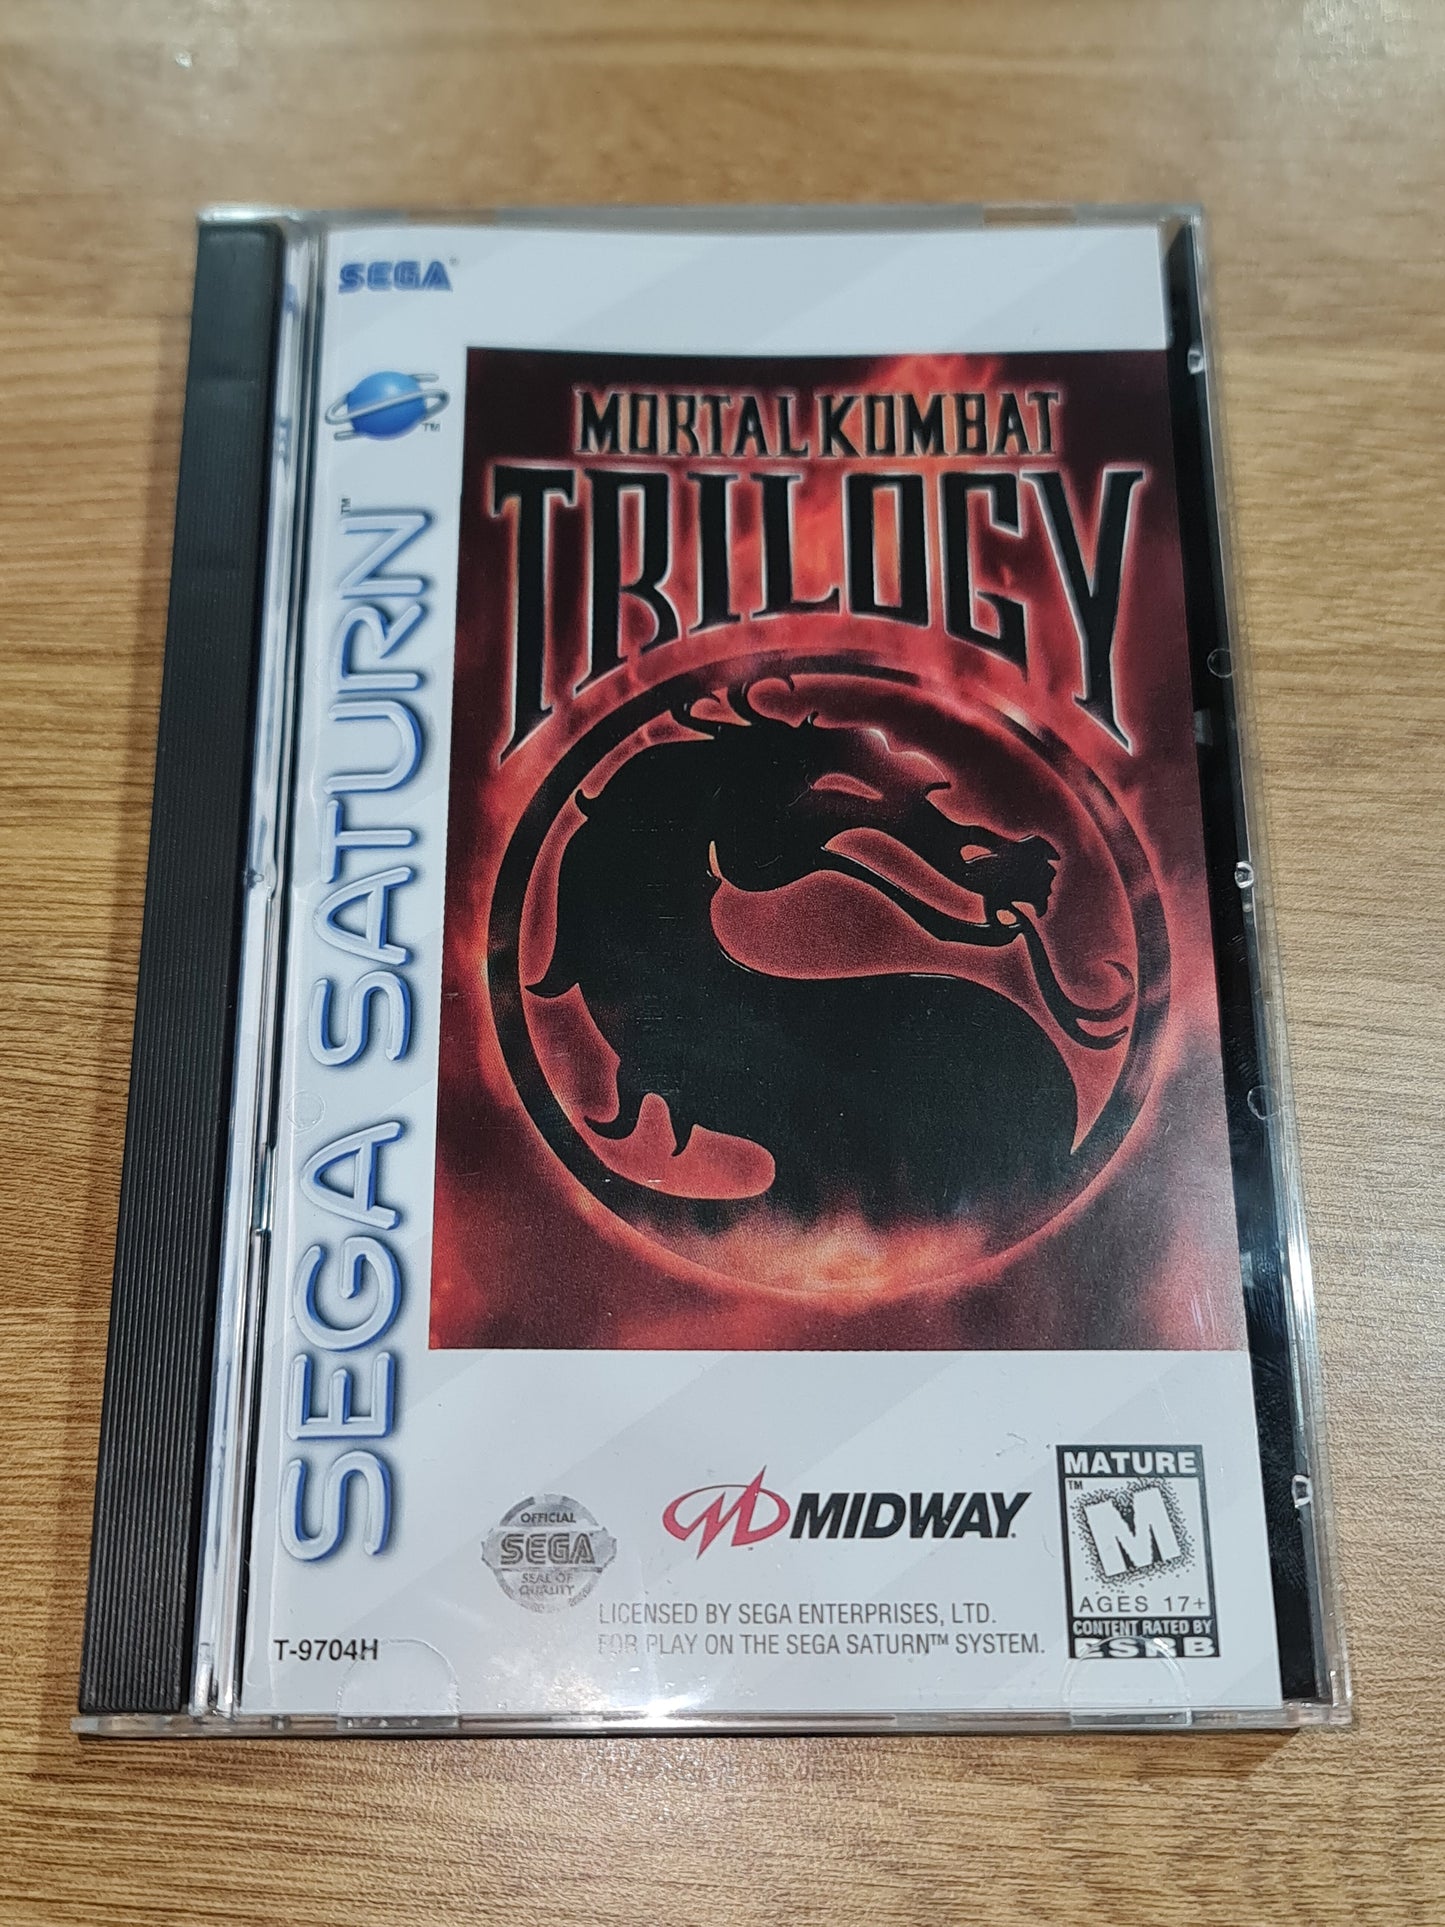 SEGA
SEGA SATURN™
MORTAL KOMBAT
TRILOGY
OFFICIAL
SEGA
SEAL OF
QUALITY
MIDWAY
MATURE
M
AGES 17+
CONTENT RATED BY
ESRB
LICENSED BY SEGA ENTERPRISES, LTD.
FOR PLAY ON THE SEGA SATURN™ SYSTEM.
T-9704H